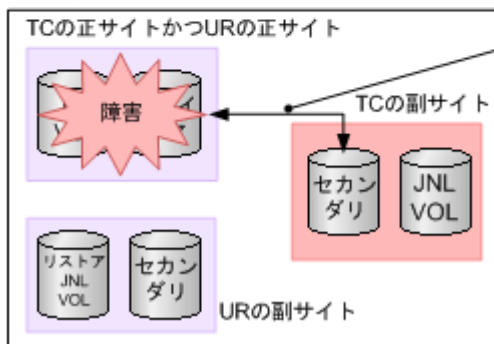 TCの正サイトかつURの正サイト
障害
TCの副サイト
セカン
ダリ
JNL
VOL
リストア
JNL
VOL
セカン
ダリ
URの副サイト